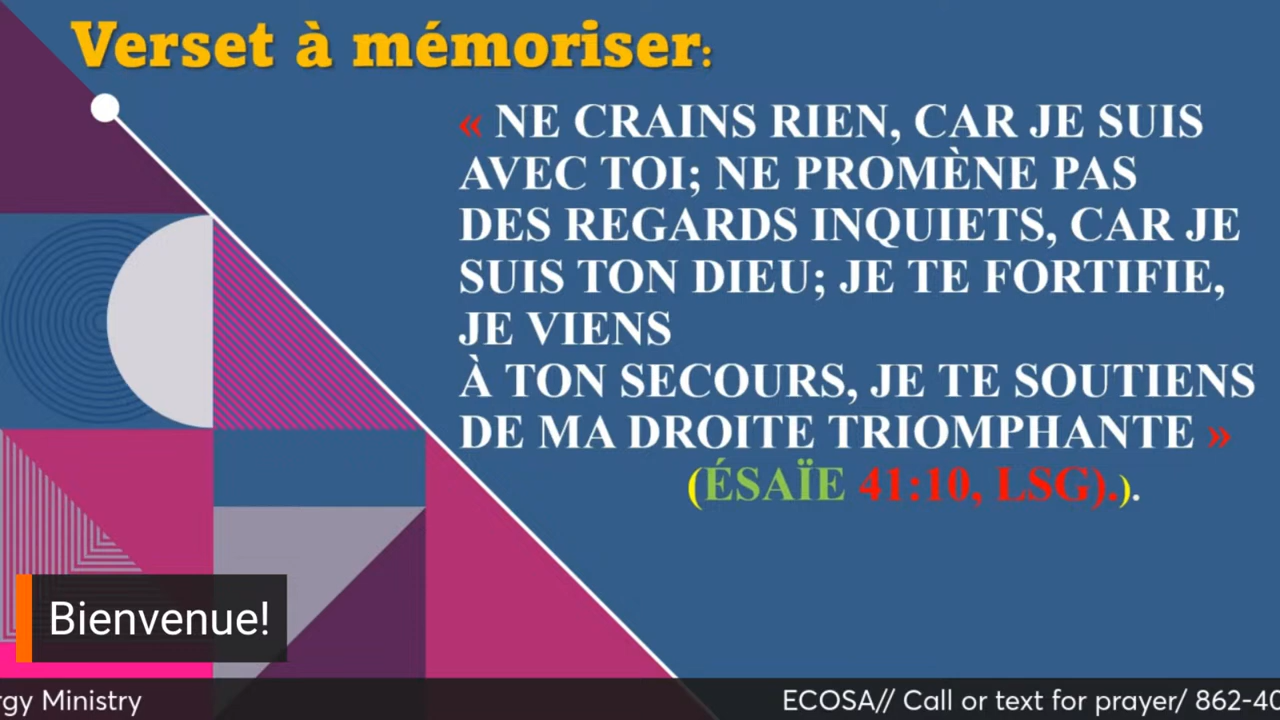 Verset à mémoriser:
« NE CRAINS RIEN, CAR JE SUIS
AVEC TOI; NE PROMÈNE PAS
DES REGARDS INQUIETS, CAR JE
SUIS TON DIEU; JE TE FORTIFIE,
JE VIENS
À TON SECOURS, JE TE SOUTIENS
DE MA DROITE TRIOMPHANTE »
(ÉSAÏE 41:10, LSG).).
Bienvenue!
Ministry
ECOSA// Call or text for prayer/